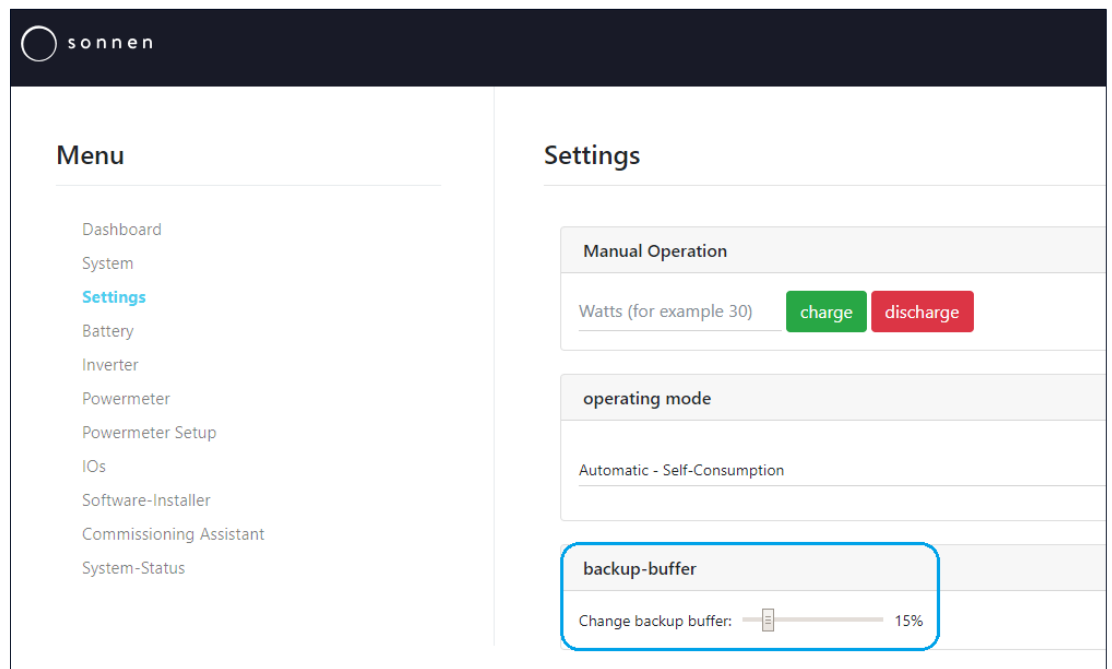 sonnen
Menu
Dashboard
System
Settings
Battery
Inverter
Powermeter
Powermeter Setup
IOs
Software-Installer
Commissioning Assistant
System-Status
Settings
Manual Operation
Watts (for example 30) charge discharge
operating mode
Automatic - Self-Consumption
backup-buffer
Change backup buffer: 15%